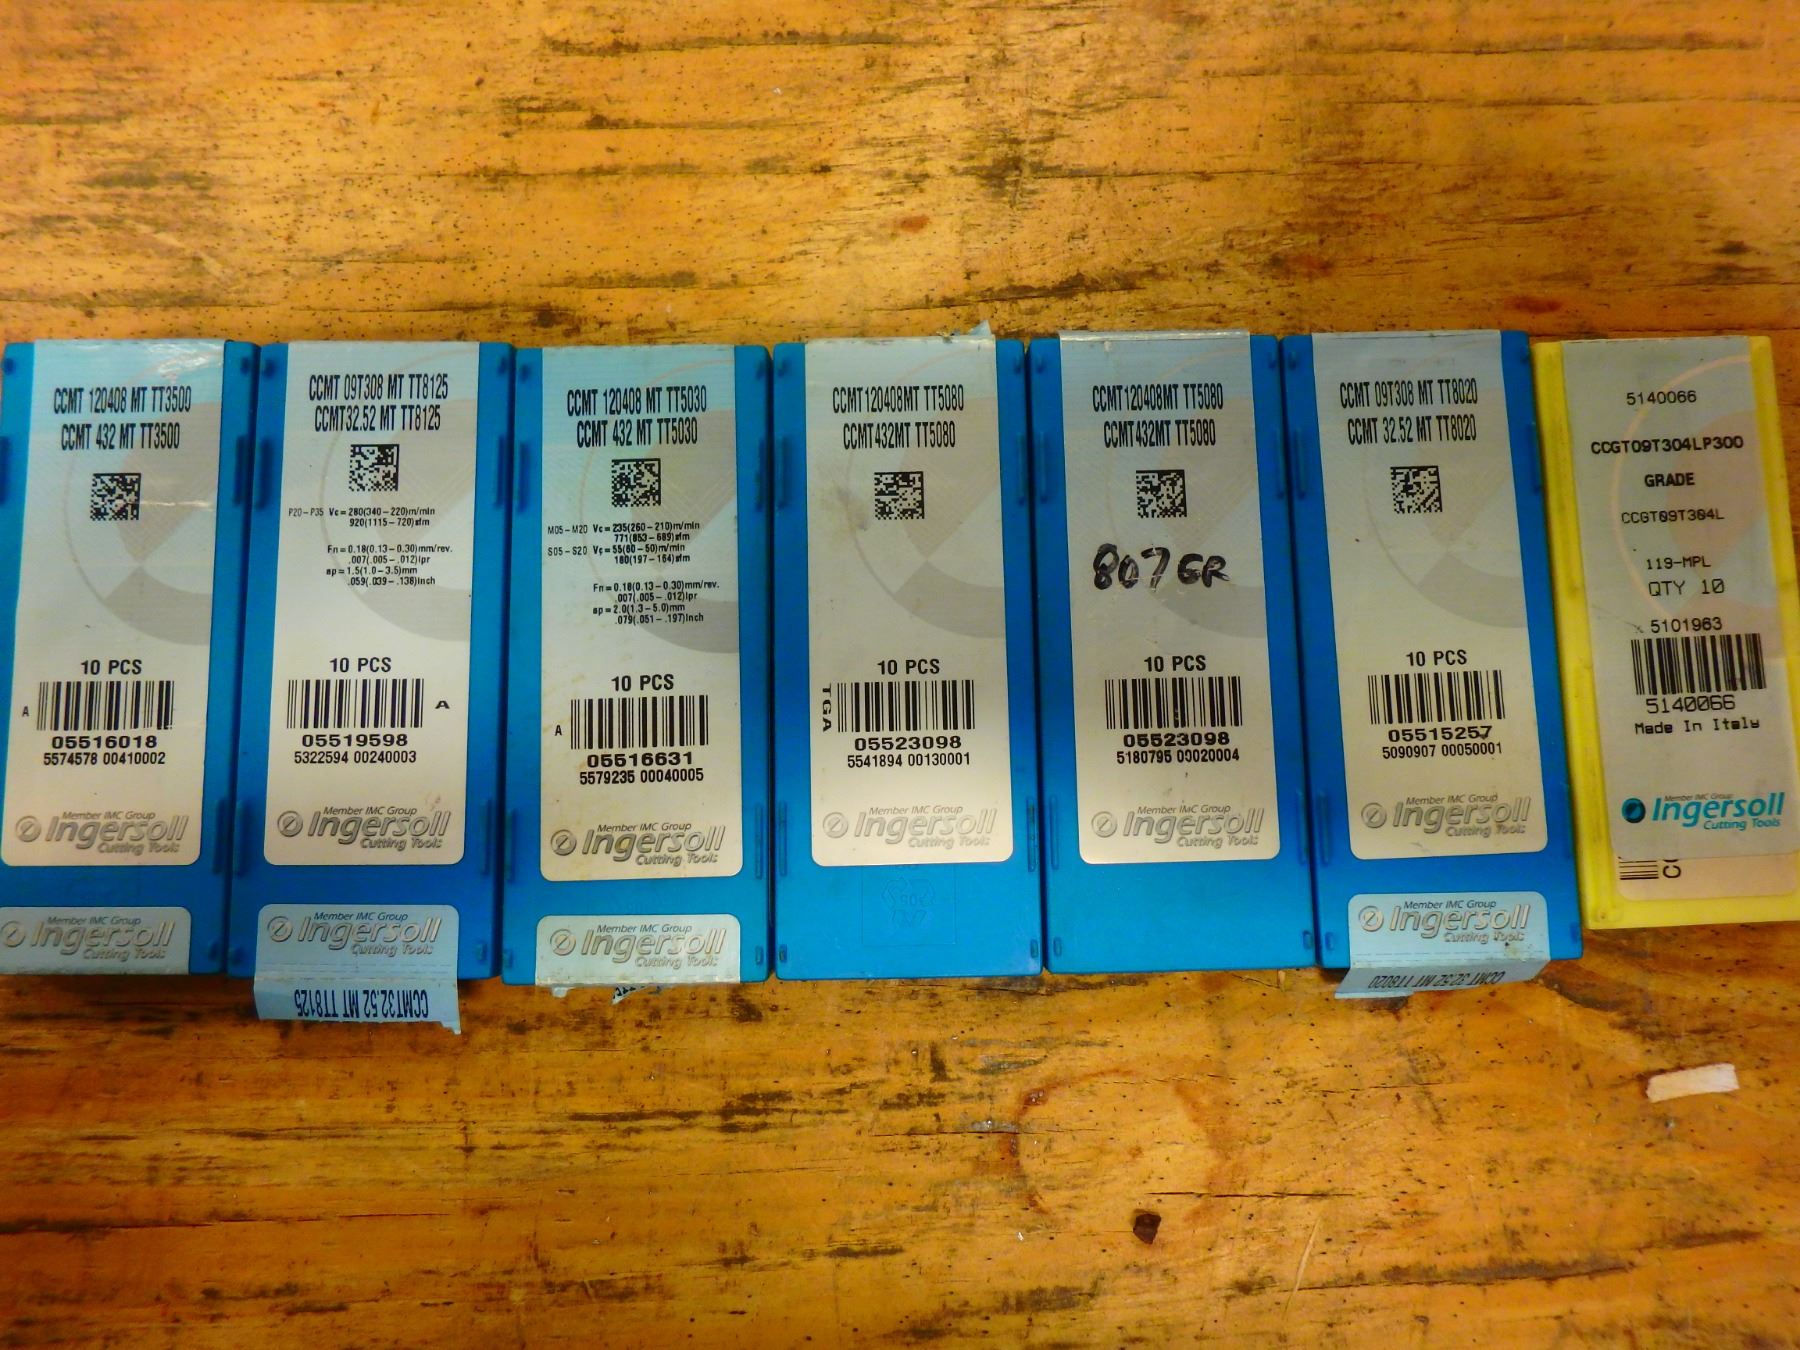 CCMT 120408 MT TT3500
CCMT 432 MT TT3500
10 PCS
A
05516018
5574578 00410002
Member IMC Group
Ingersoll
Cutting Tools
Member IMC Group
Ingersoll
Cutting Tools
CCMT 09T308 MT TT8125
CCMT32.52 MT TT8125
P20-P35 Vc=280(340-220)m/min
920(1115-720)sfm
Fn=0.18(0.13-0.30)mm/rev.
.007(.005-.012)ipr
ap=1.5(1.0-3.5)mm
.059(.039-.138)inch
10 PCS
A
05519598
5322594 00240003
Member IMC Group
Ingersoll
Cutting Tools
Member IMC Group
Ingersoll
Cutting Tools
CCMT32.52 MT TT8125
CCMT 120408 MT TT5030
CCMT 432 MT TT5030
M05-M20 Vc=235(260-210)m/min
771(853-689)sfm
S05-S20 Vc=55(60-50)m/min
180(197-164)sfm
Fn=0.18(0.13-0.30)mm/rev.
.007(.005-.012)ipr
ap=2.0(1.3-5.0)mm
.079(.051-.197)inch
10 PCS
A
05516631
5579235 00040005
Member IMC Group
Ingersoll
Cutting Tools
Member IMC Group
Ingersoll
Cutting Tools
CCMT120408MT TT5080
CCMT432MT TT5080
10 PCS
TGA
05523098
5541894 00130001
Member IMC Group
Ingersoll
Cutting Tools
CCMT120408MT TT5080
CCMT432MT TT5080
807GR
10 PCS
05523098
5180795 00020004
Member IMC Group
Ingersoll
Cutting Tools
CCMT 09T308 MT TT8020
CCMT 32.52 MT TT8020
10 PCS
05515257
5090907 00050001
Member IMC Group
Ingersoll
Cutting Tools
Member IMC Group
Ingersoll
Cutting Tools
CCMT 32.52 MT TT8020
5140066
CCGT09T304LP300
GRADE
CCGT09T304L
119-MPL
QTY 10
5101963
5140066
Made In Italy
Member IMC Group
Ingersoll
Cutting Tools